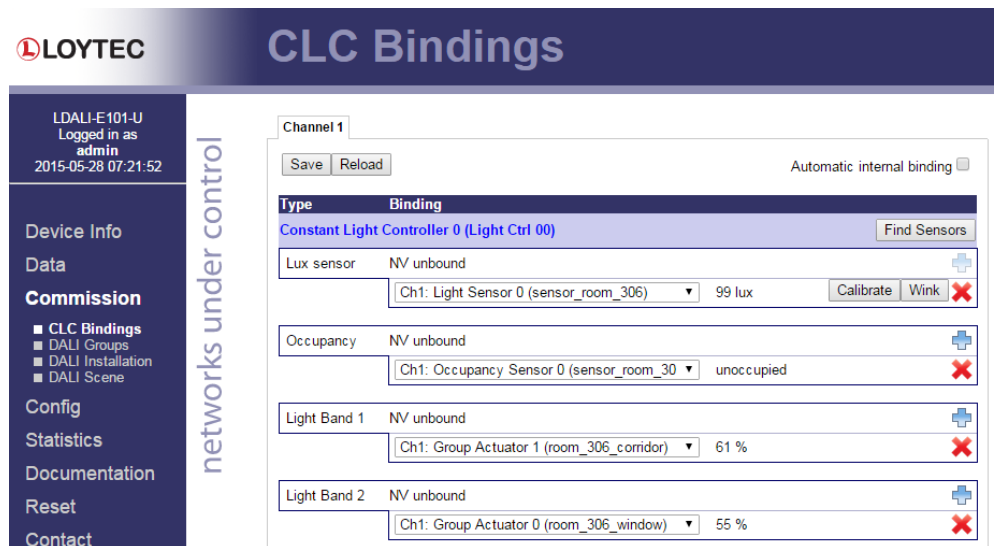 LOYTEC
CLC Bindings
LDALI-E101-U
Logged in as
admin
2015-05-28 07:21:52
Device Info
Data
Commission
CLC Bindings
DALI Groups
DALI Installation
DALI Scene
Config
Statistics
Documentation
Reset
Contact
networks under control
Channel 1
Save Reload Automatic internal binding
Type Binding
Constant Light Controller 0 (Light Ctrl 00) Find Sensors
Lux sensor NV unbound
Ch1: Light Sensor 0 (sensor_room_306) 99 lux Calibrate Wink
Occupancy NV unbound
Ch1: Occupancy Sensor 0 (sensor_room_30 unoccupied
Light Band 1 NV unbound
Ch1: Group Actuator 1 (room_306_corridor) 61 %
Light Band 2 NV unbound
Ch1: Group Actuator 0 (room_306_window) 55 %